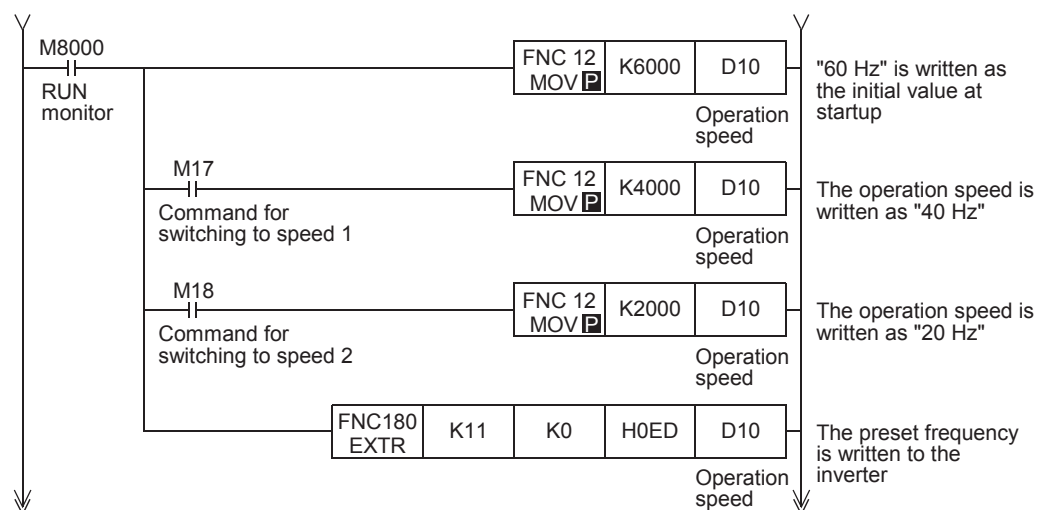 M8000
RUN
monitor
FNC 12
MOV P
K6000
D10
Operation
speed
"60 Hz" is written as
the initial value at
startup
M17
Command for
switching to speed 1
FNC 12
MOV P
K4000
D10
Operation
speed
The operation speed is
written as "40 Hz"
M18
Command for
switching to speed 2
FNC 12
MOV P
K2000
D10
Operation
speed
The operation speed is
written as "20 Hz"
FNC180
EXTR
K11
K0
H0ED
D10
Operation
speed
The preset frequency
is written to the
inverter